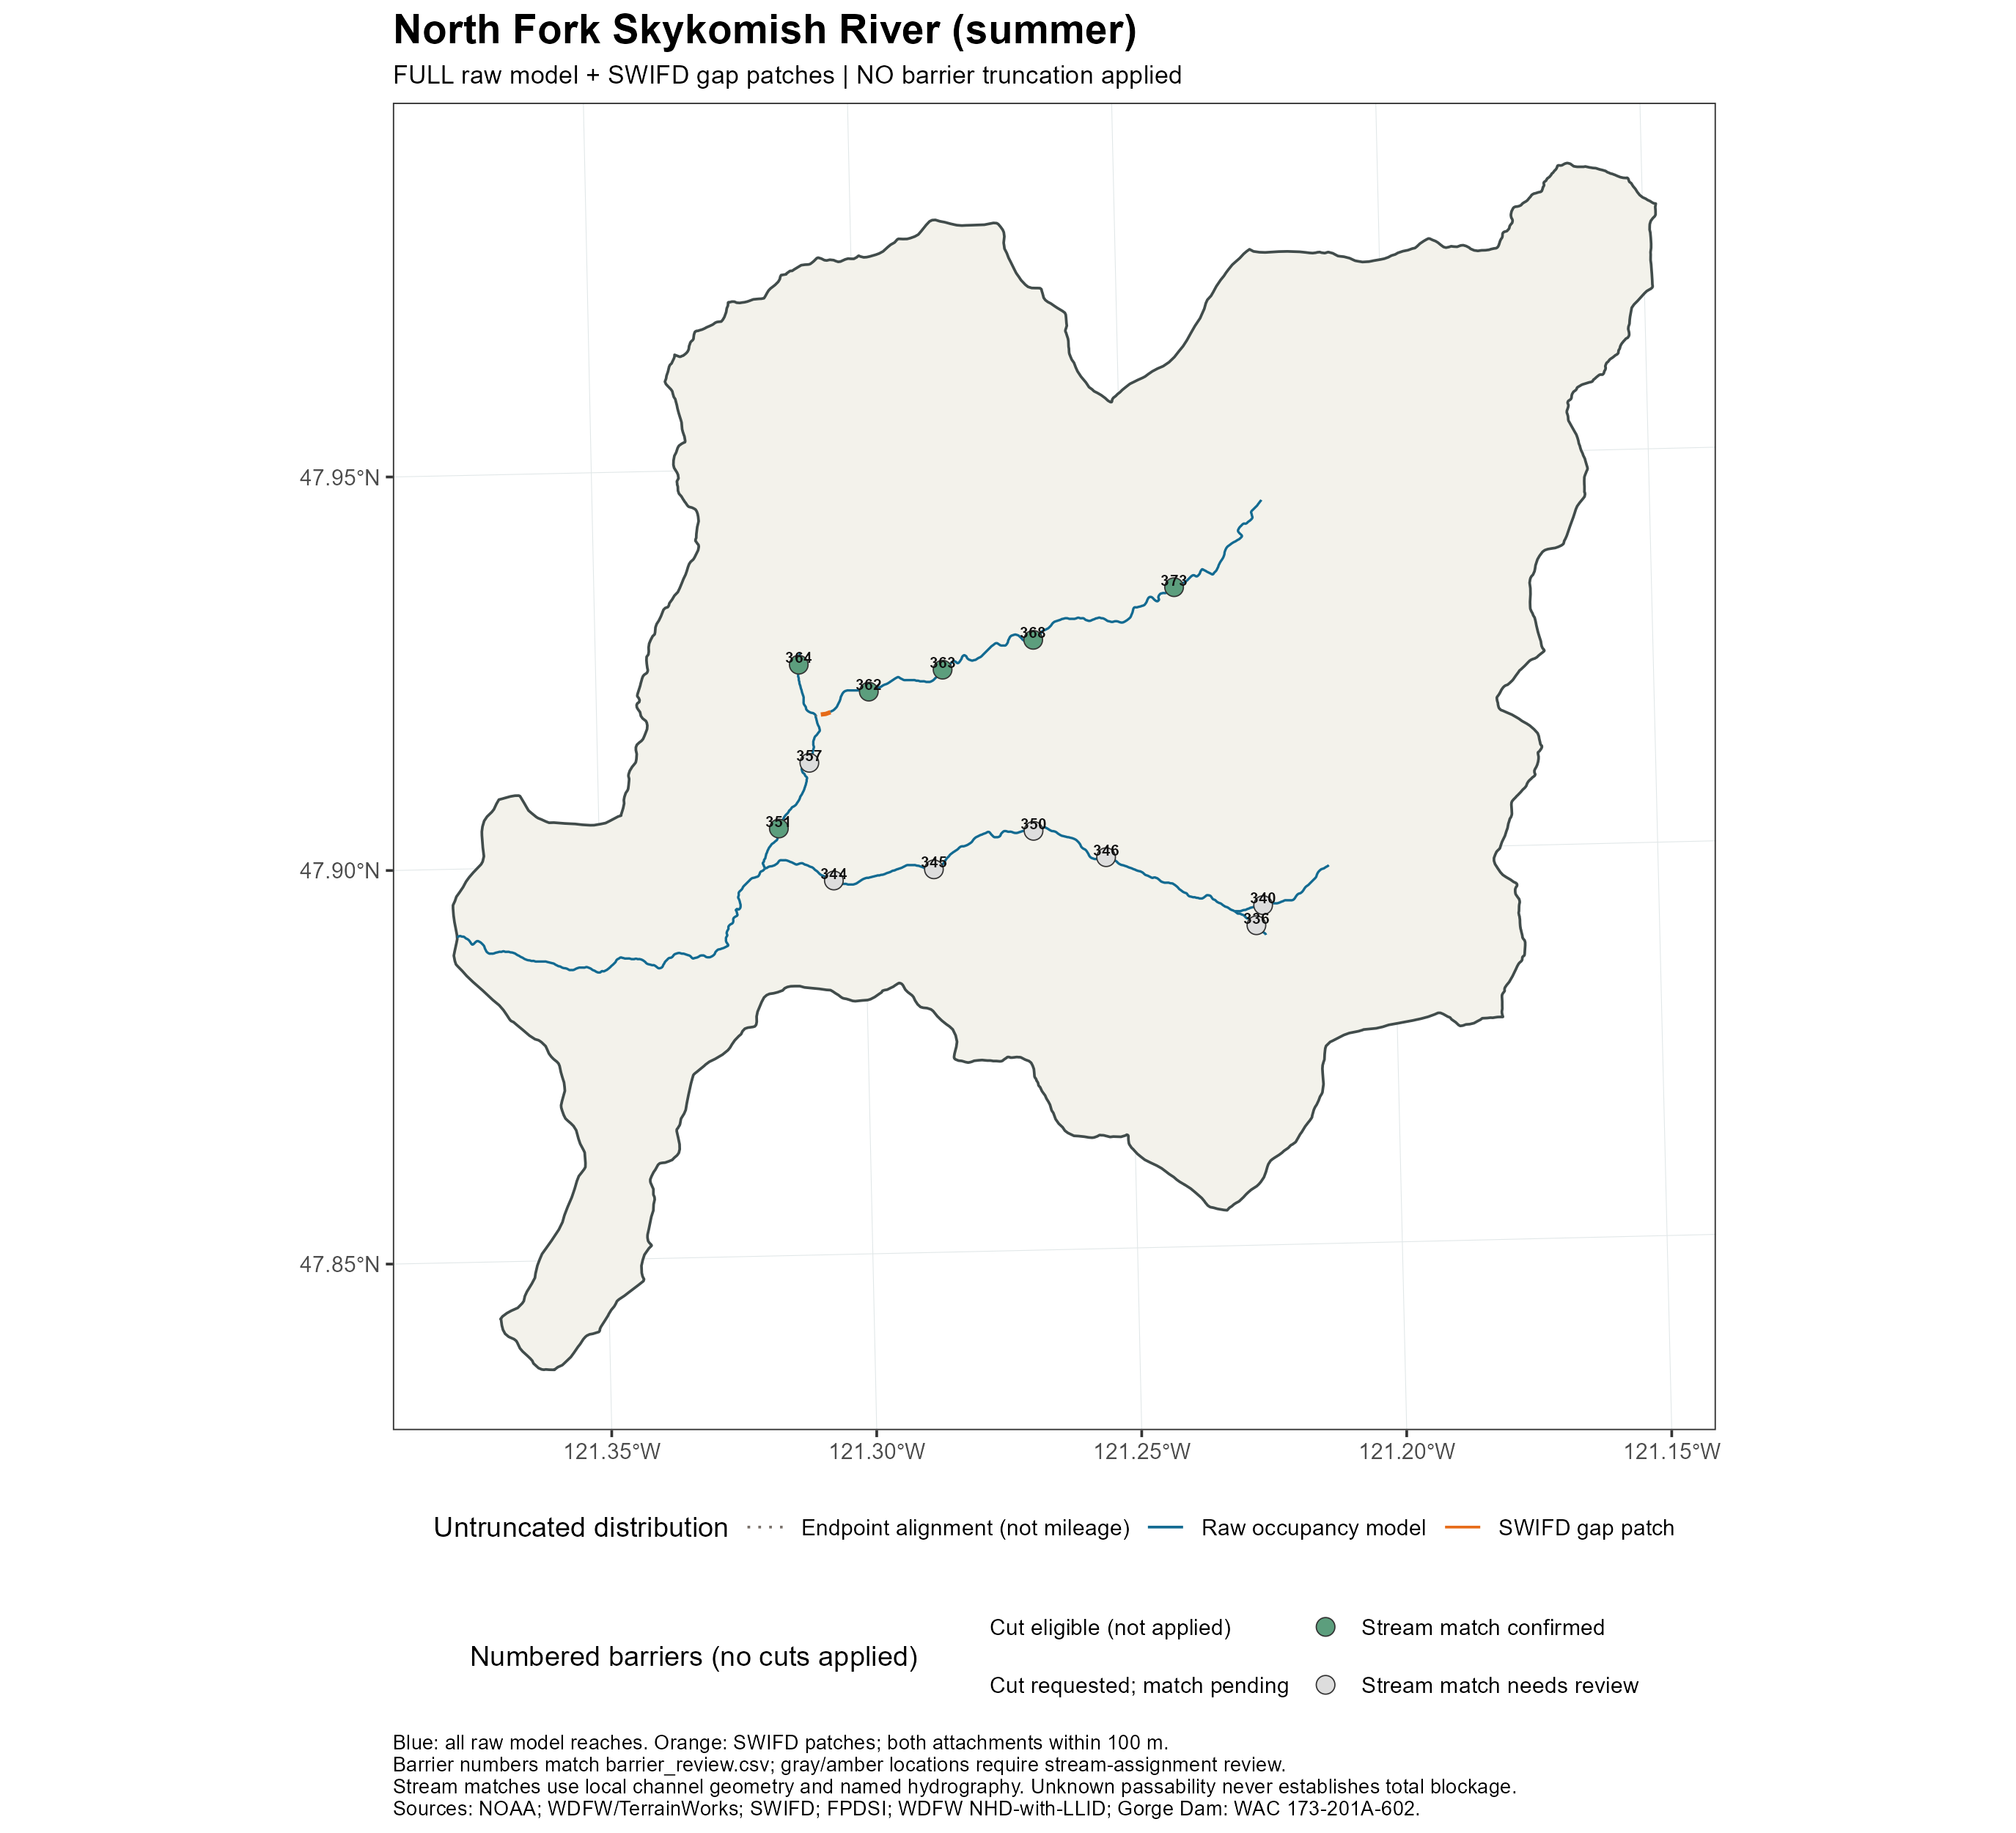 North Fork Skykomish River (summer)
FULL raw model + SWIFD gap patches | NO barrier truncation applied
47.95°N
373
368
364
363
362
357
351
350
47.90°N
346
345
344
340
336
47.85°N
121.35°W
121.30°W
121.25°W
121.20°W
121.15°W
Untruncated distribution
Endpoint alignment (not mileage)
Raw occupancy model
SWIFD gap patch
Numbered barriers (no cuts applied)
Cut eligible (not applied)
Stream match confirmed
Cut requested; match pending
Stream match needs review
Blue: all raw model reaches. Orange: SWIFD patches; both attachments within 100 m.
Barrier numbers match barrier_review.csv; gray/amber locations require stream-assignment review.
Stream matches use local channel geometry and named hydrography. Unknown passability never establishes total blockage.
Sources: NOAA; WDFW/TerrainWorks; SWIFD; FPDSI; WDFW NHD-with-LLID; Gorge Dam: WAC 173-201A-602.